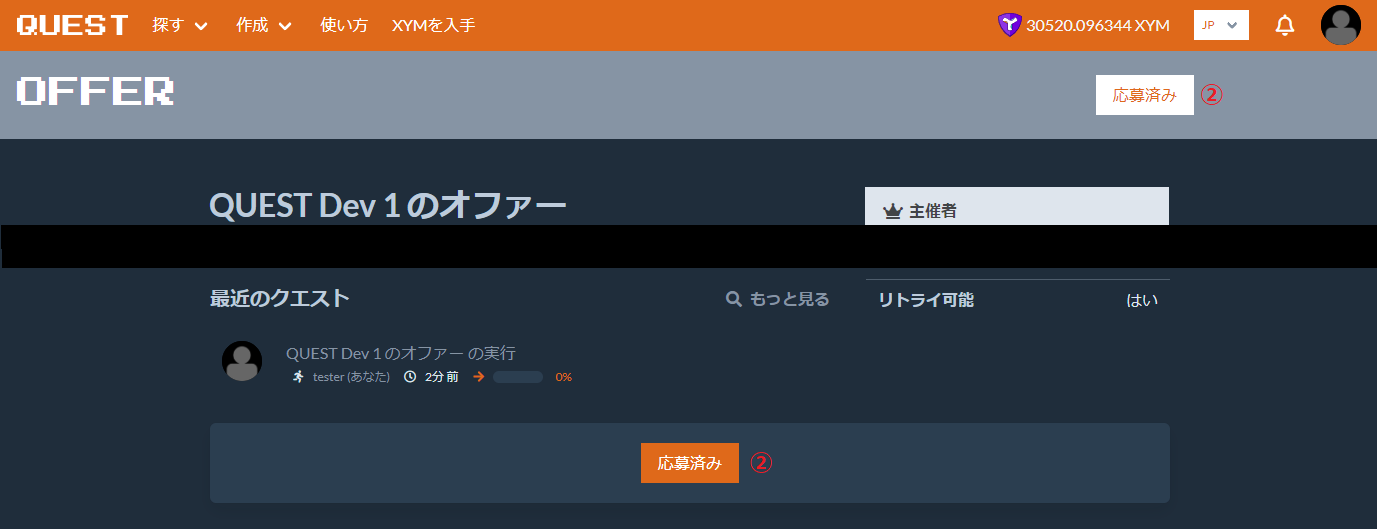 QUEST 探す 作成 使い方 XYMを入手 30520.096344 XYM JP
OFFER 応募済み ②
QUEST Dev 1 のオファー
主催者
最近のクエスト もっと見る
リトライ可能 はい
QUEST Dev 1 のオファー の実行
tester (あなた) 2分 前 0%
応募済み ②